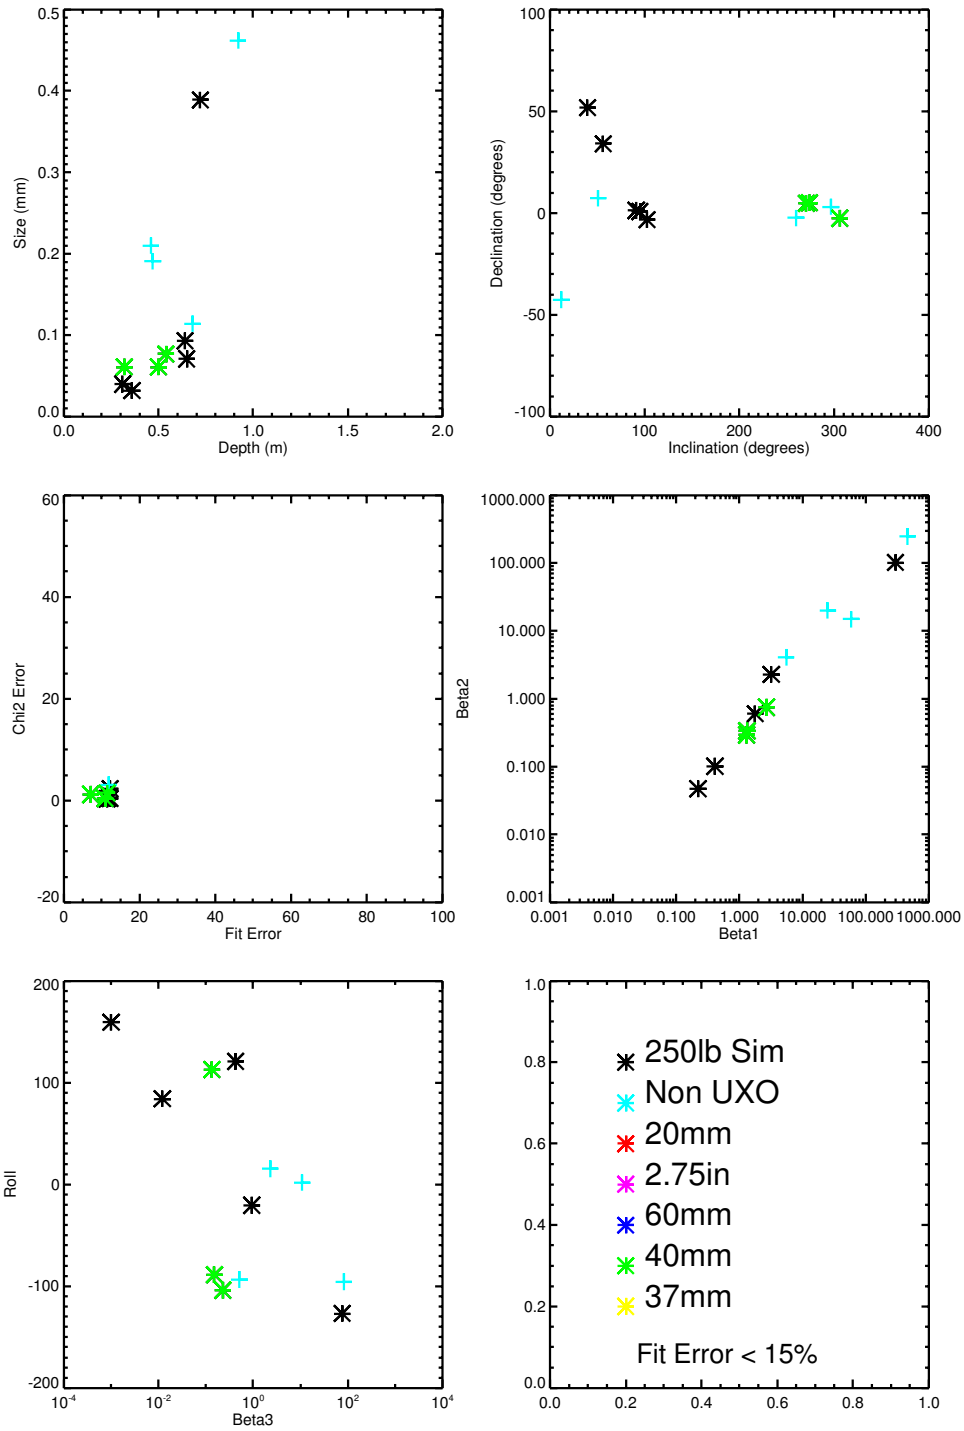 0.5
0.4
0.3
0.2
0.1
0.0
Size (mm)
0.0 0.5 1.0 1.5 2.0
Depth (m)
100
50
0
-50
-100
Declination (degrees)
0 100 200 300 400
Inclination (degrees)
60
40
20
0
-20
Chi2 Error
0 20 40 60 80 100
Fit Error
1000.000
100.000
10.000
1.000
0.100
0.010
0.001
Beta2
0.001 0.010 0.100 1.000 10.000 100.000 1000.000
Beta1
200
100
0
-100
-200
Roll
10-4 10-2 100 102 104
Beta3
1.0
0.8
0.6
0.4
0.2
0.0
250lb Sim
Non UXO
20mm
2.75in
60mm
40mm
37mm
Fit Error < 15%
0.0 0.2 0.4 0.6 0.8 1.0